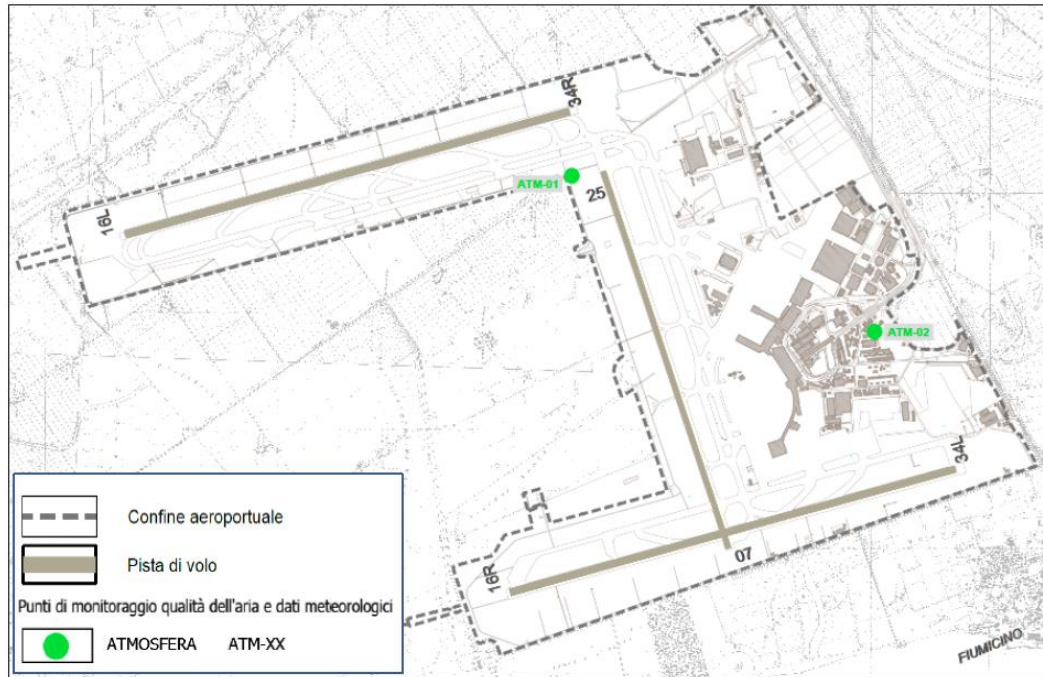 34R
ATM-01
25
16L
ATM-02
34L
16R
07
FIUMICINO
Confine aeroportuale
Pista di volo
Punti di monitoraggio qualità dell'aria e dati meteorologici
ATMOSFERA ATM-XX